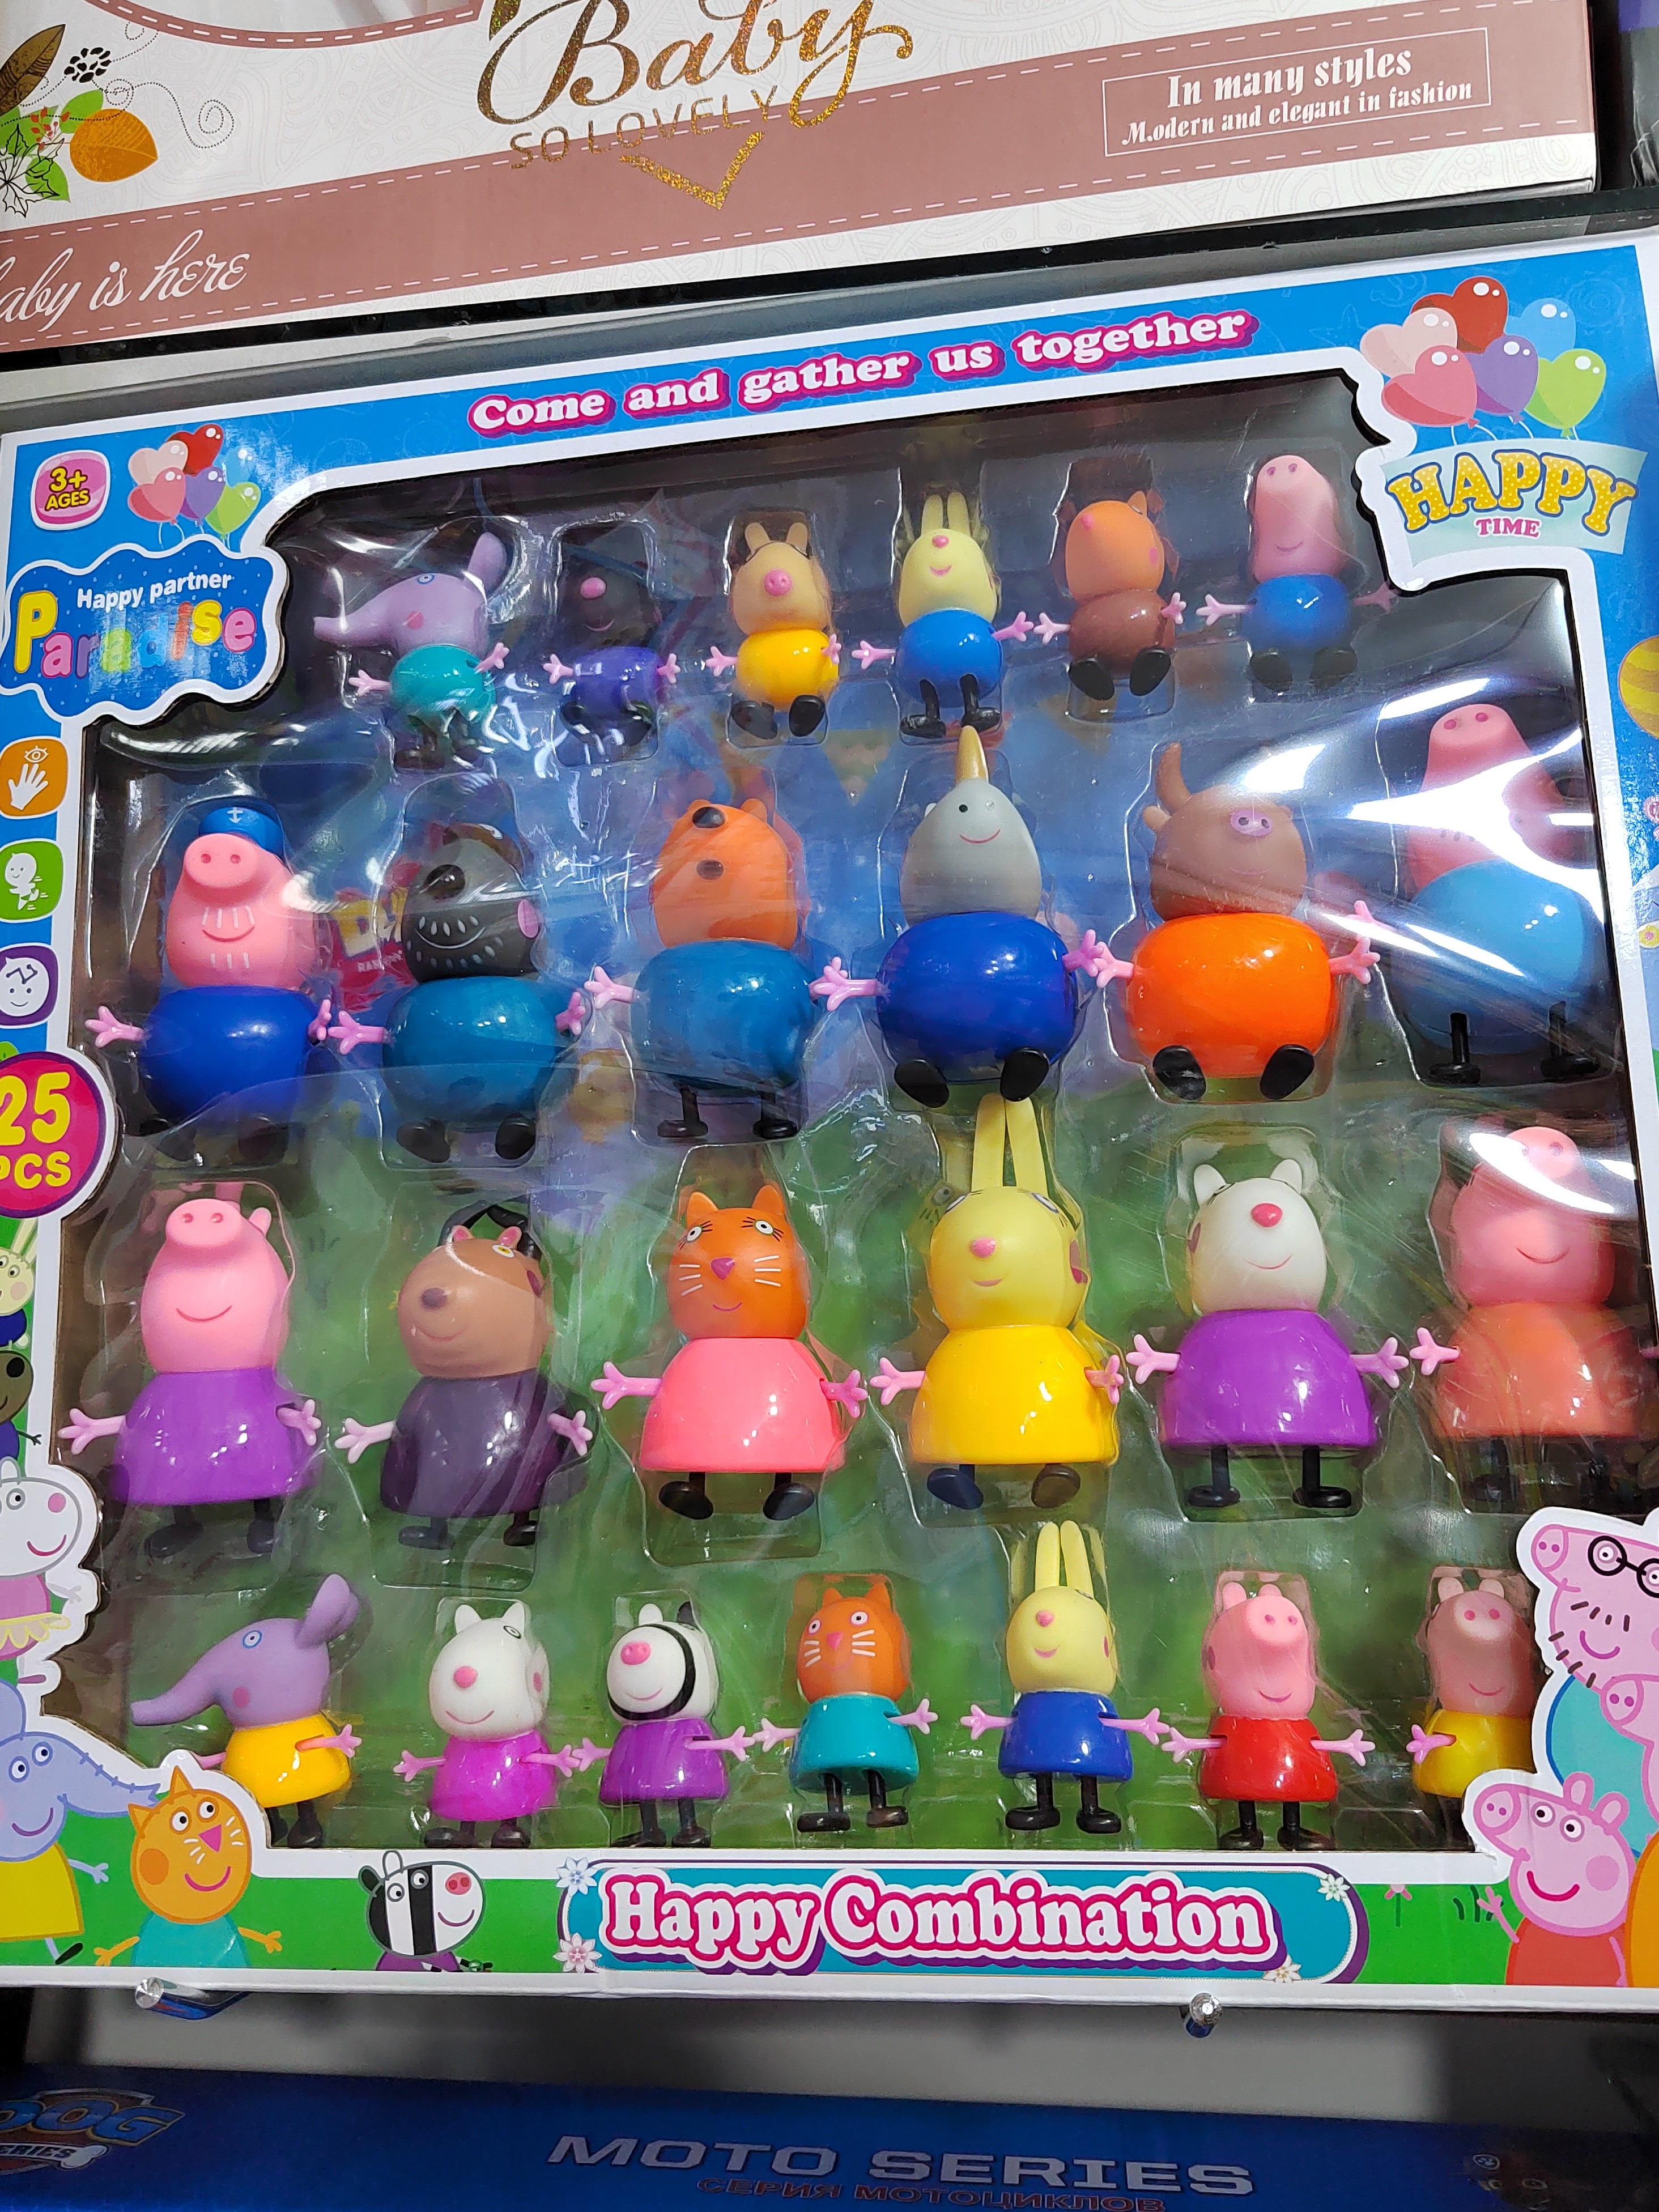 Baby
SO LOVELY
In many styles
M.odern and elegant in fashion
aby is here
Come and gather us together
3+
AGES
HAPPY
TIME
Happy partner
Paradise
25
PCS
Happy Combination
MOTO SERIES
СЕРИЯ МОТОЦИКЛОВ